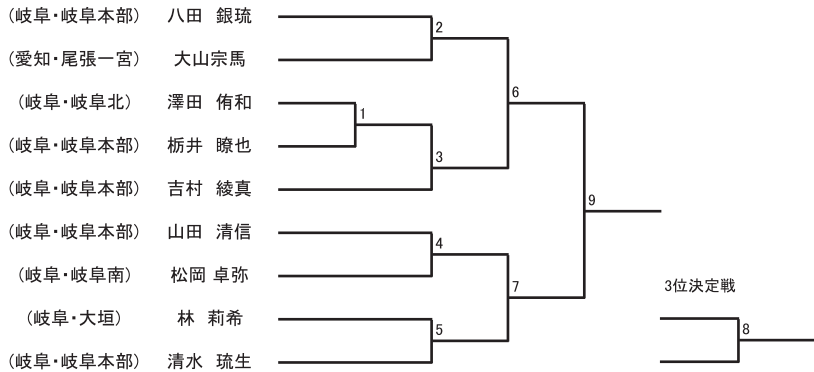 (岐阜・岐阜本部) 八田 銀琉
2
(愛知・尾張一宮) 大山宗馬
6
(岐阜・岐阜北) 澤田 侑和
1
(岐阜・岐阜本部) 栃井 瞭也
3
(岐阜・岐阜本部) 吉村 綾真
9
(岐阜・岐阜本部) 山田 清信
4
(岐阜・岐阜南) 松岡 卓弥
7
3位決定戦
(岐阜・大垣) 林 莉希
5
8
(岐阜・岐阜本部) 清水 琉生